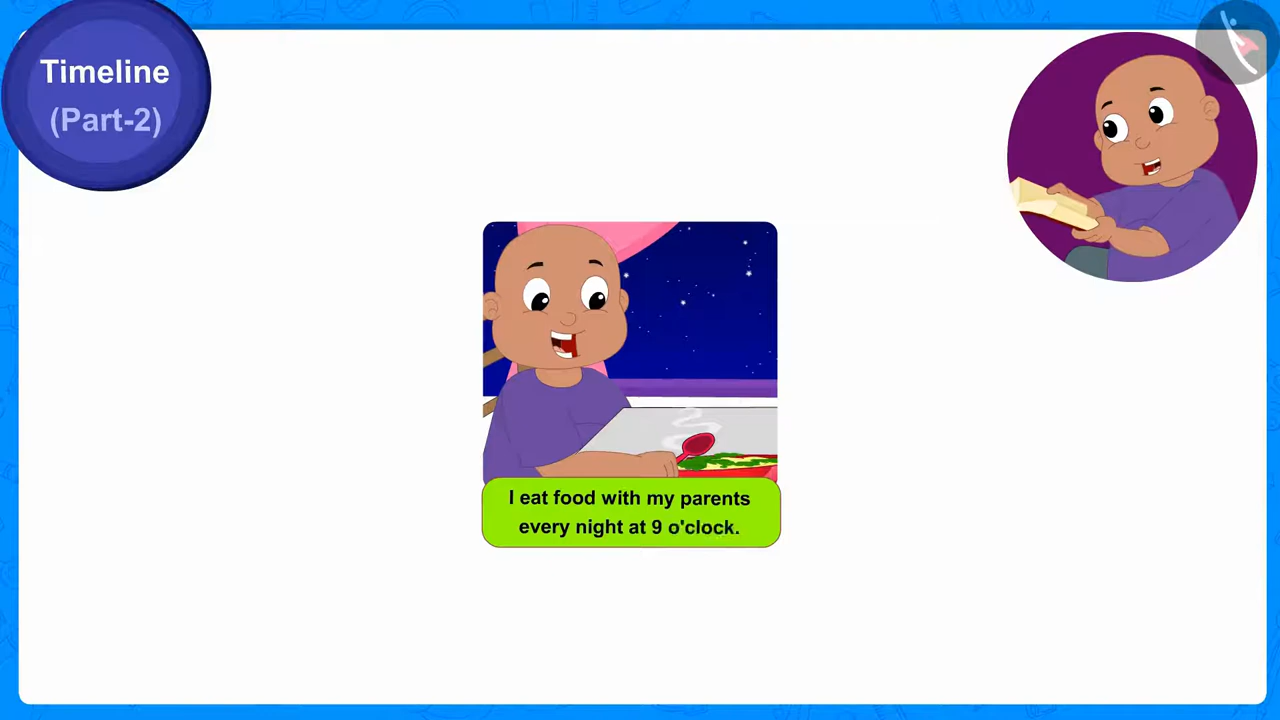 Timeline
(Part-2)
I eat food with my parents
every night at 9 o'clock.